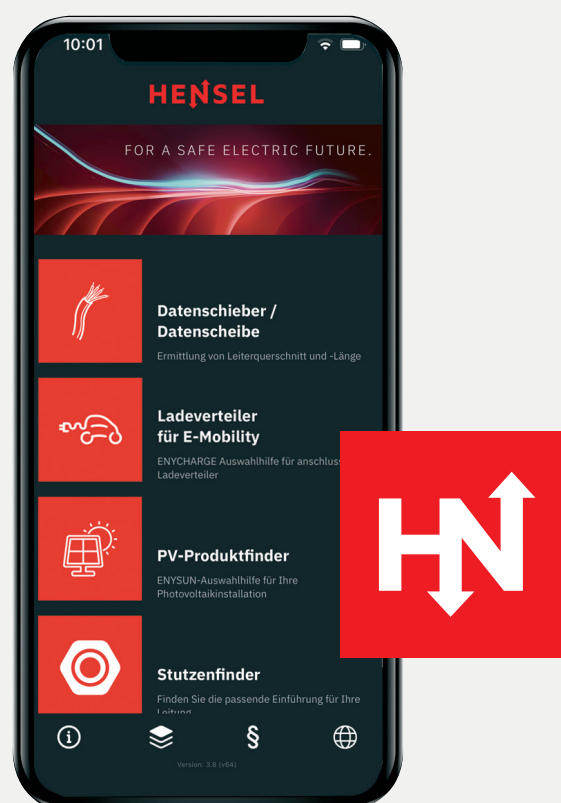 10:01
HENSEL
FOR A SAFE ELECTRIC FUTURE.
Datenschieber /
Datenscheibe
Ermittlung von Leiterquerschnitt und -Länge
Ladeverteiler
für E-Mobility
ENYCHARGE Auswahlhilfe für
Ladeverteiler
PV-Produktfinder
ENYSUN-Auswahlhilfe für Ihre
Photovoltaikinstallation
Stutzenfinder
Finden Sie die passende Einführung für Ihre
Leitung
§
Version: 3.8 (v64)
HN